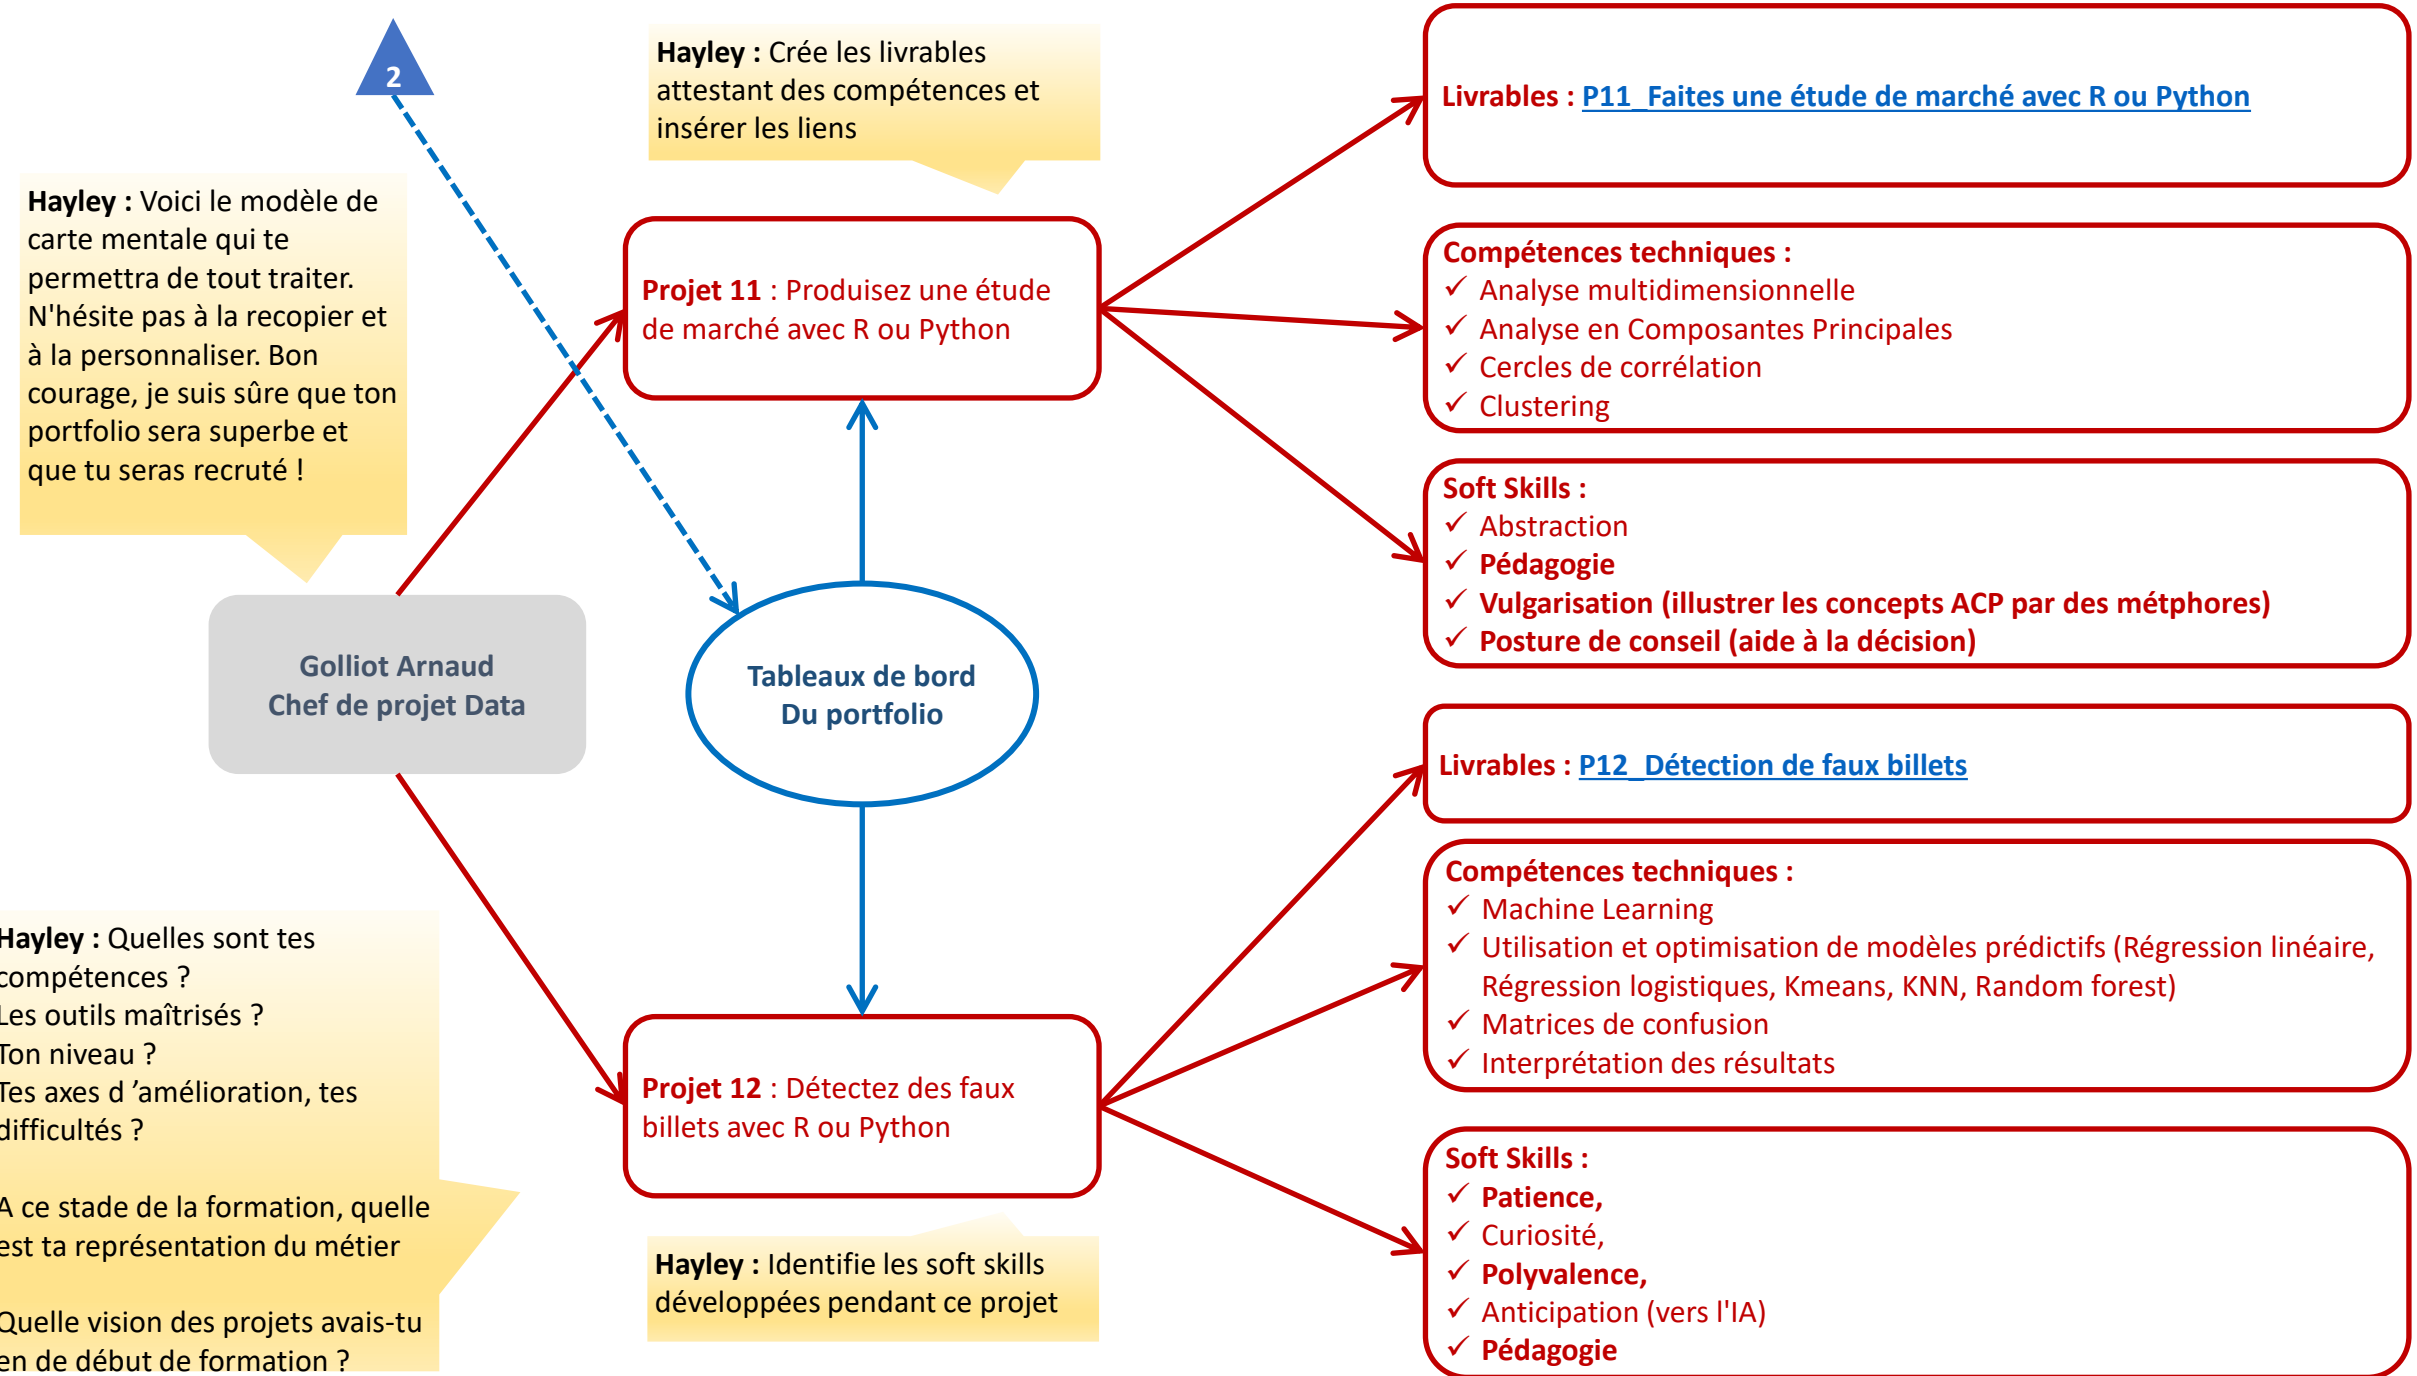 2
Hayley : Crée les livrables
attestant des compétences et
insérer les liens
Livrables : P11_Faites une étude de marché avec R ou Python
Hayley : Voici le modèle de
carte mentale qui te
permettra de tout traiter.
N'hésite pas à la recopier et
à la personnaliser. Bon
courage, je suis sûre que ton
portfolio sera superbe et
que tu seras recruté !
Projet 11 : Produisez une étude
de marché avec R ou Python
Compétences techniques :
✓ Analyse multidimensionnelle
✓ Analyse en Composantes Principales
✓ Cercles de corrélation
✓ Clustering
Soft Skills :
✓ Abstraction
✓ Pédagogie
✓ Vulgarisation (illustrer les concepts ACP par des métphores)
✓ Posture de conseil (aide à la décision)
Golliot Arnaud
Chef de projet Data
Tableaux de bord
Du portfolio
Livrables : P12_Détection de faux billets
Compétences techniques :
✓ Machine Learning
✓ Utilisation et optimisation de modèles prédictifs (Régression linéaire,
Régression logistiques, Kmeans, KNN, Random forest)
✓ Matrices de confusion
✓ Interprétation des résultats
Hayley : Quelles sont tes
compétences ?
Les outils maîtrisés ?
Ton niveau ?
Tes axes d ’amélioration, tes
difficultés ?
A ce stade de la formation, quelle
est ta représentation du métier
Quelle vision des projets avais-tu
en de début de formation ?
Projet 12 : Détectez des faux
billets avec R ou Python
Hayley : Identifie les soft skills
développées pendant ce projet
Soft Skills :
✓ Patience,
✓ Curiosité,
✓ Polyvalence,
✓ Anticipation (vers l'IA)
✓ Pédagogie